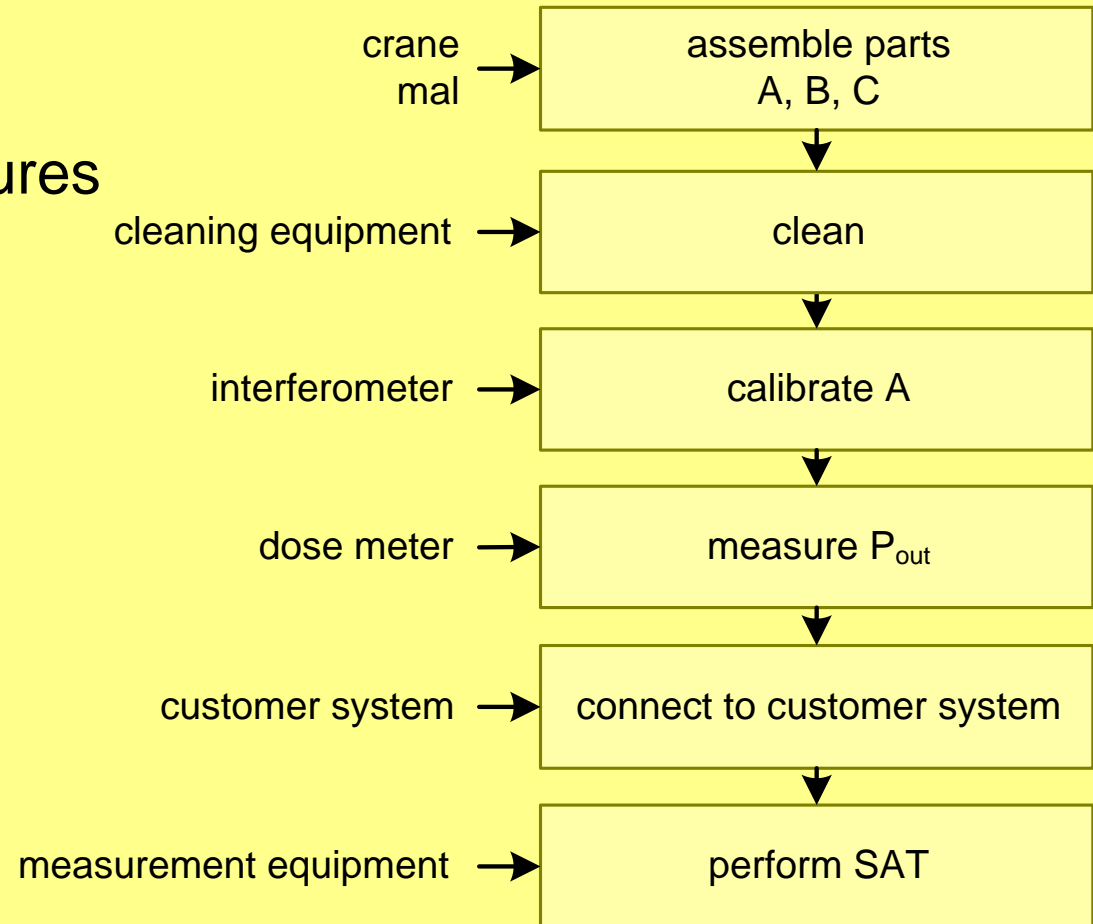 crane
mal
assemble parts
A, B, C
ures
cleaning equipment
clean
interferometer
calibrate A
dose meter
measure Pout
customer system
connect to customer system
measurement equipment
perform SAT